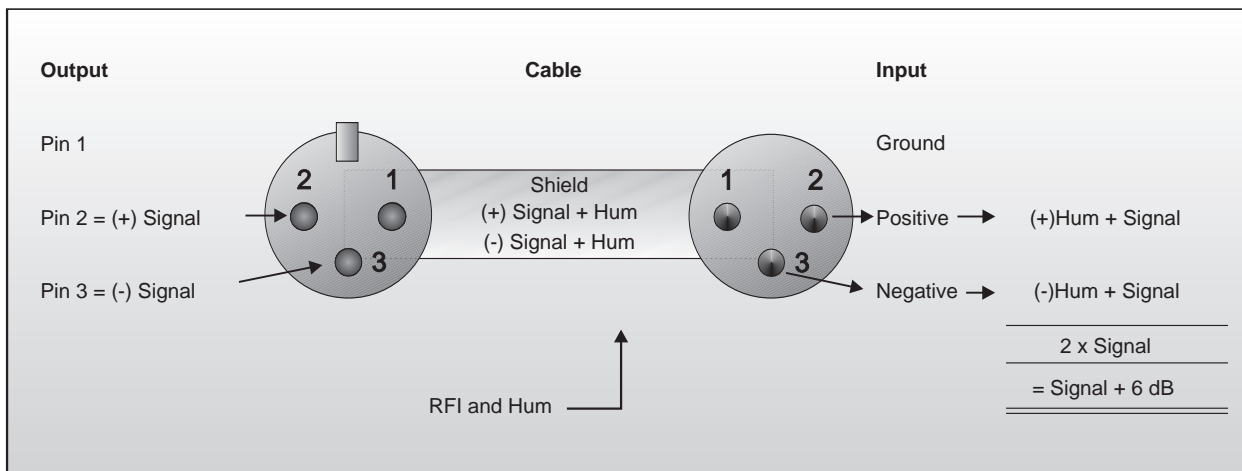 Output Cable Input
Pin 1 Ground
2 1 Shield 1 2
Pin 2 = (+) Signal (+) Signal + Hum Positive (+)Hum + Signal
(-) Signal + Hum
3 3
Pin 3 = (-) Signal Negative (-)Hum + Signal
2 x Signal
= Signal + 6 dB
RFI and Hum